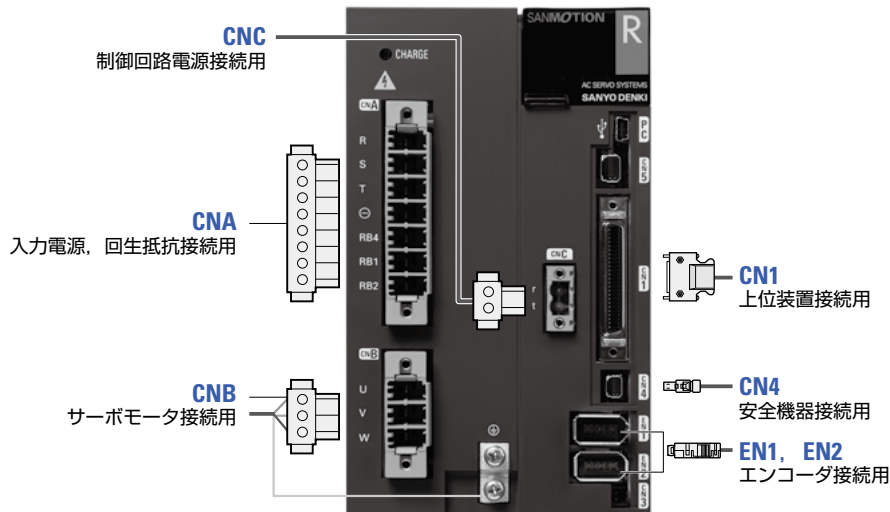 CNC
制御回路電源接続用
CNA
入力電源，回生抵抗接続用
CNB
サーボモータ接続用
CHARGE
CNA
R
S
T
⊖
RB4
RB1
RB2
CNB
U
V
W
SANMOTION
R
AC SERVO SYSTEMS
SANYO DENKI
PC
CN5
CNC
r
t
CN1
CN4
EN1
EN2
CN3
CN1
上位装置接続用
CN4
安全機器接続用
EN1，EN2
エンコーダ接続用